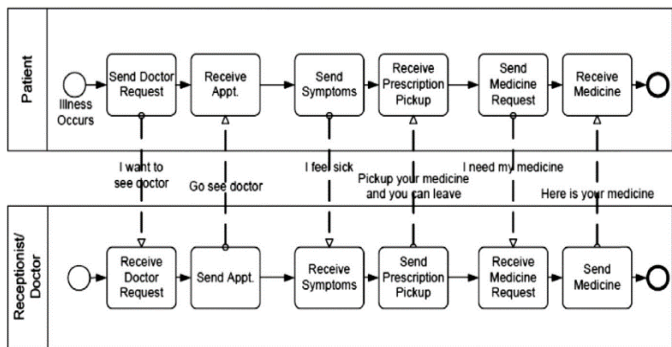 Patient
Illness
Occurs
Send Doctor
Request
Receive
Appt.
Send
Symptoms
Receive
Prescription
Pickup
Send
Medicine
Request
Receive
Medicine
I want to
see doctor
Go see doctor
I feel sick
Pickup your medicine
and you can leave
I need my medicine
Here is your medicine
Receptionist/
Doctor
Receive
Doctor
Request
Send Appt.
Receive
Symptoms
Send
Prescription
Pickup
Receive
Medicine
Request
Send
Medicine